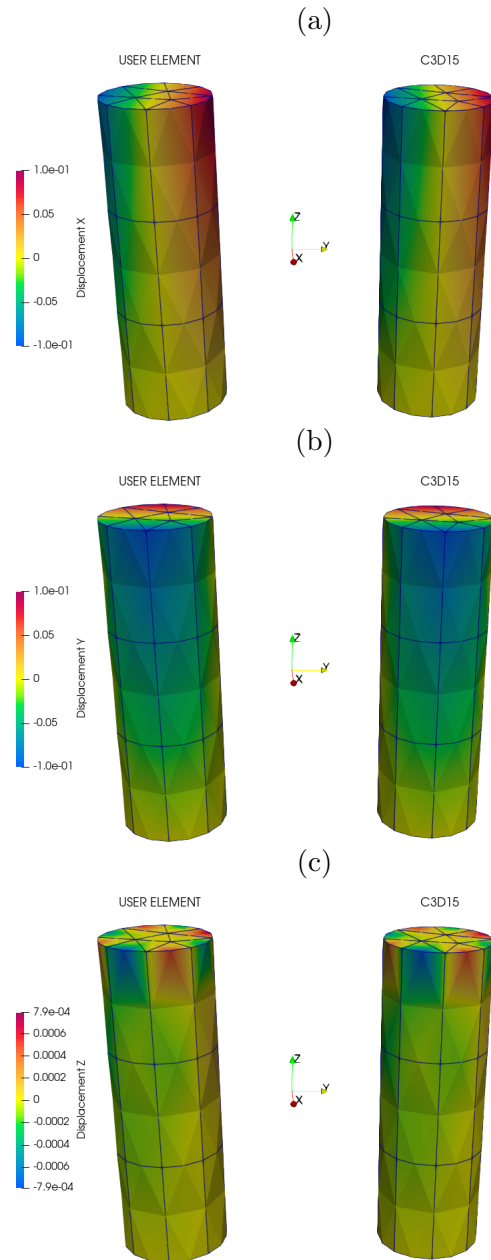 (a)
USER ELEMENT
C3D15
1.0e-01
0.05
0
-0.05
-1.0e-01
Displacement X
Z
Y
X
(b)
USER ELEMENT
C3D15
1.0e-01
0.05
0
-0.05
-1.0e-01
Displacement Y
Z
Y
X
(c)
USER ELEMENT
C3D15
7.9e-04
0.0006
0.0004
0.0002
0
-0.0002
-0.0004
-0.0006
-7.9e-04
Displacement Z
Z
Y
X